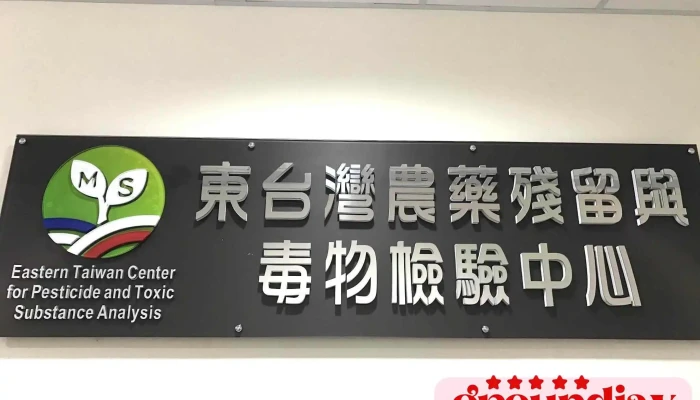 東台灣農藥殘留與
毒物檢驗中心
MS
Eastern Taiwan Center
for Pesticide and Toxic
Substance Analysis